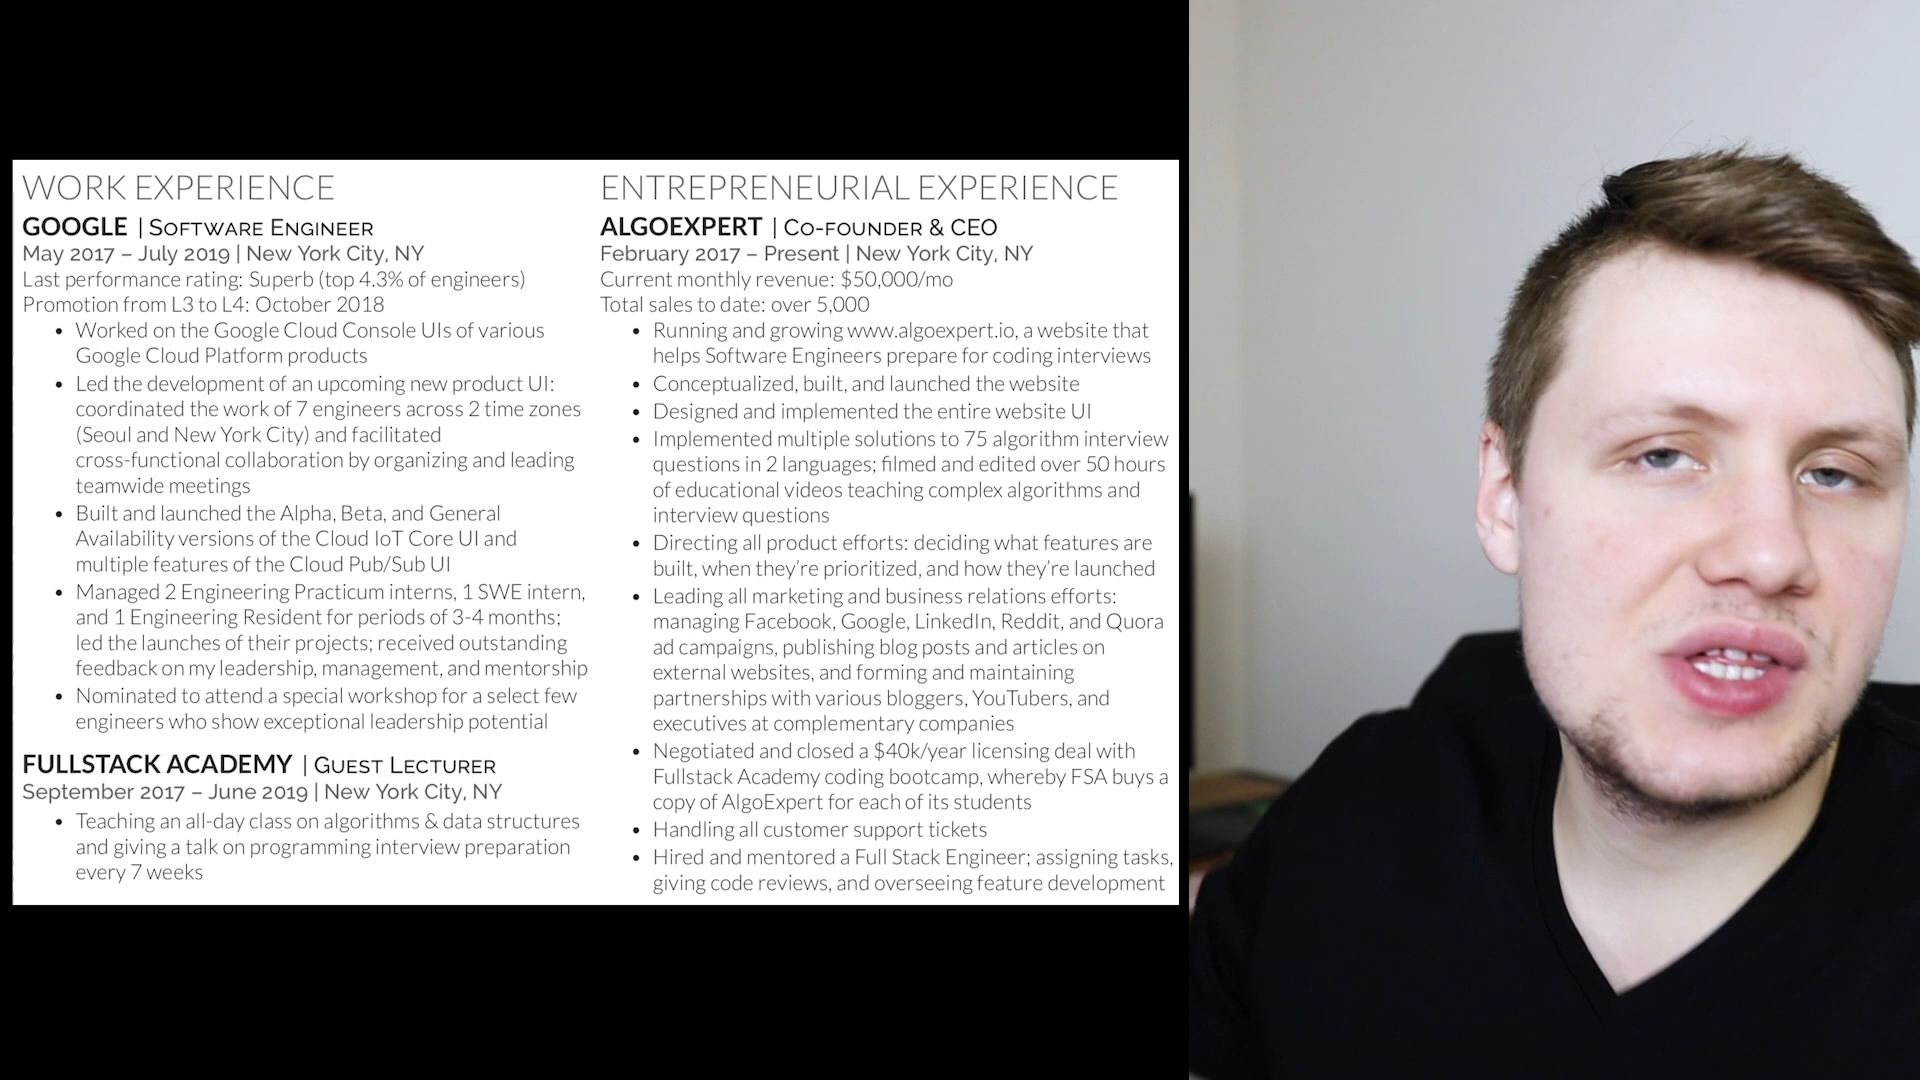 WORK EXPERIENCE
GOOGLE | SOFTWARE ENGINEER
May 2017 – July 2019 | New York City, NY
Last performance rating: Superb (top 4.3% of engineers)
Promotion from L3 to L4: October 2018
• Worked on the Google Cloud Console UIs of various
Google Cloud Platform products
• Led the development of an upcoming new product UI:
coordinated the work of 7 engineers across 2 time zones
(Seoul and New York City) and facilitated
cross-functional collaboration by organizing and leading
teamwide meetings
• Built and launched the Alpha, Beta, and General
Availability versions of the Cloud IoT Core UI and
multiple features of the Cloud Pub/Sub UI
• Managed 2 Engineering Practicum interns, 1 SWE intern,
and 1 Engineering Resident for periods of 3-4 months;
led the launches of their projects; received outstanding
feedback on my leadership, management, and mentorship
• Nominated to attend a special workshop for a select few
engineers who show exceptional leadership potential
FULLSTACK ACADEMY | GUEST LECTURER
September 2017 – June 2019 | New York City, NY
• Teaching an all-day class on algorithms & data structures
and giving a talk on programming interview preparation
every 7 weeks
ENTREPRENEURIAL EXPERIENCE
ALGOEXPERT | CO-FOUNDER & CEO
February 2017 – Present | New York City, NY
Current monthly revenue: $50,000/mo
Total sales to date: over 5,000
• Running and growing www.algoexpert.io, a website that
helps Software Engineers prepare for coding interviews
• Conceptualized, built, and launched the website
• Designed and implemented the entire website UI
• Implemented multiple solutions to 75 algorithm interview
questions in 2 languages; filmed and edited over 50 hours
of educational videos teaching complex algorithms and
interview questions
• Directing all product efforts: deciding what features are
built, when they're prioritized, and how they're launched
• Leading all marketing and business relations efforts:
managing Facebook, Google, LinkedIn, Reddit, and Quora
ad campaigns, publishing blog posts and articles on
external websites, and forming and maintaining
partnerships with various bloggers, YouTubers, and
executives at complementary companies
• Negotiated and closed a $40k/year licensing deal with
Fullstack Academy coding bootcamp, whereby FSA buys a
copy of AlgoExpert for each of its students
• Handling all customer support tickets
• Hired and mentored a Full Stack Engineer; assigning tasks,
giving code reviews, and overseeing feature development